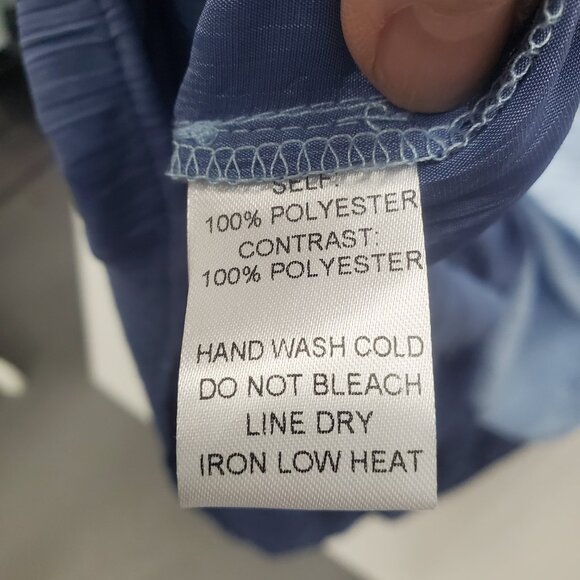 SELF:
100% POLYESTER
CONTRAST:
100% POLYESTER
HAND WASH COLD
DO NOT BLEACH
LINE DRY
IRON LOW HEAT